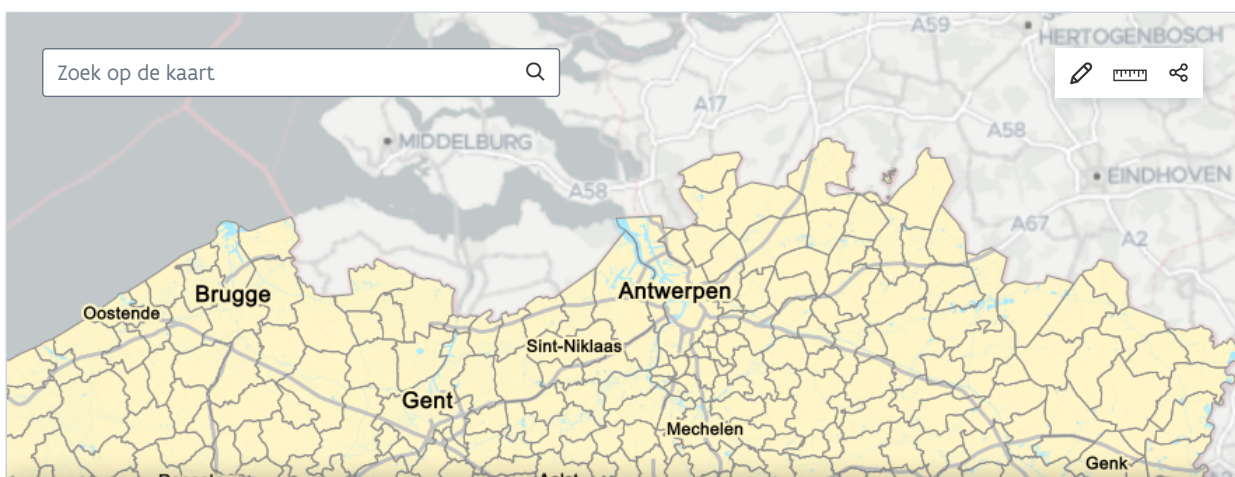 A59
HERTOGENBOSCH
Zoek op de kaart
A17
A58
MIDDELBURG
EINDHOVEN
A58
A67
A2
Brugge
Antwerpen
Oostende
Sint-Niklaas
Gent
Mechelen
Genk
Aalst